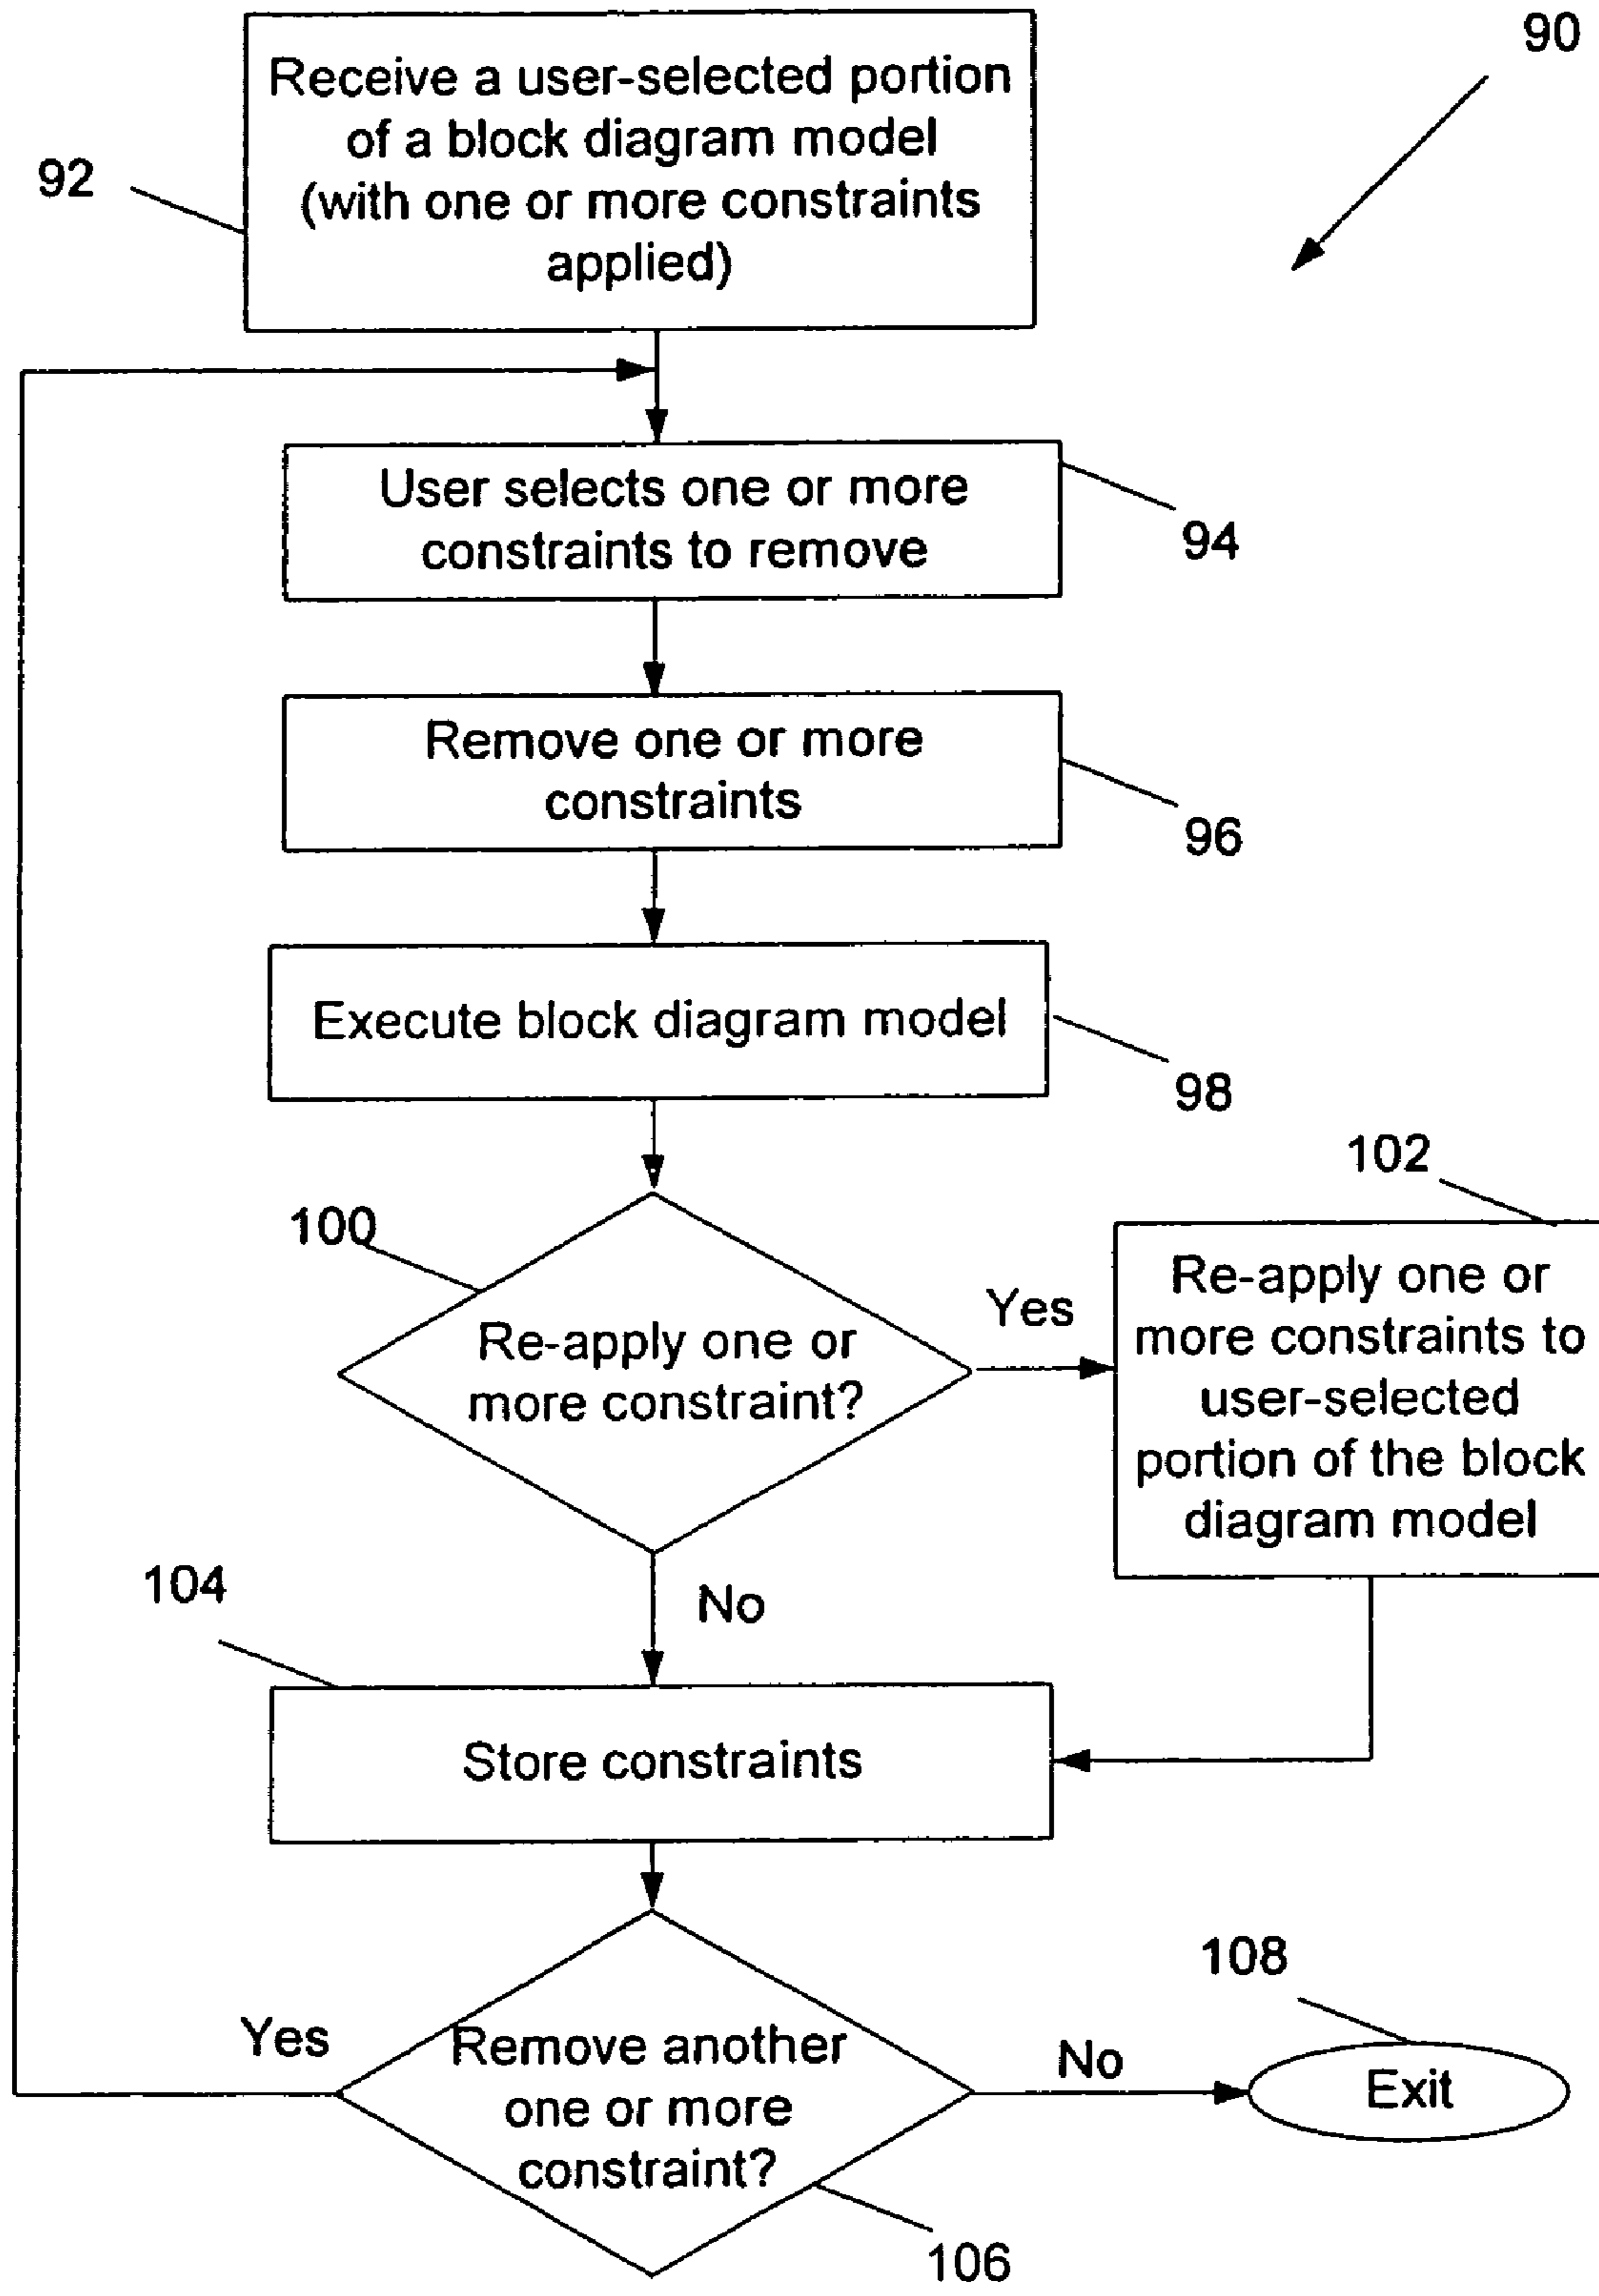 90
Receive a user-selected portion
of a block diagram model
(with one or more constraints
applied)
92
User selects one or more
constraints to remove
94
Remove one or more
constraints
96
Execute block diagram model
98
100
Re-apply one or
more constraint?
Yes
102
Re-apply one or
more constraints to
user-selected
portion of the block
diagram model
No
104
Store constraints
Yes
Remove another
one or more
constraint?
106
No
108
Exit